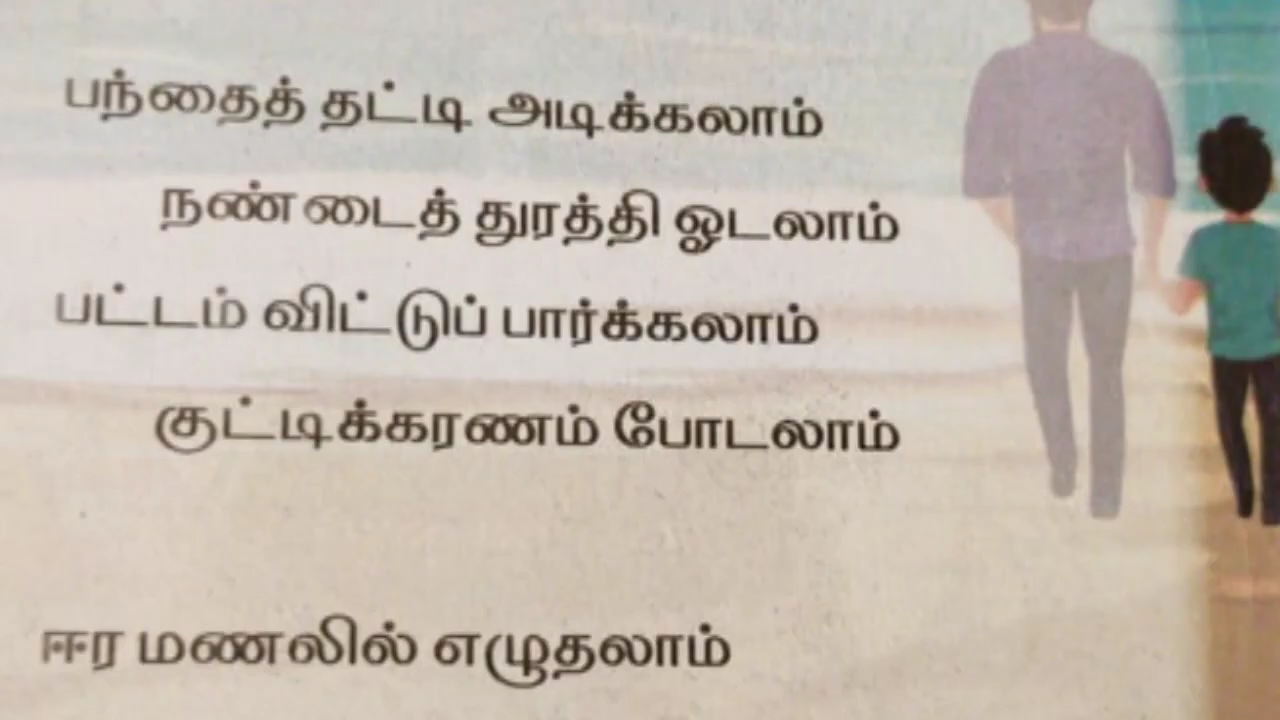 பந்தைத் தட்டி அடிக்கலாம்
நண்டைத் துரத்தி ஓடலாம்
பட்டம் விட்டுப் பார்க்கலாம்
குட்டிக்கரணம் போடலாம்
ஈர மணலில் எழுதலாம்